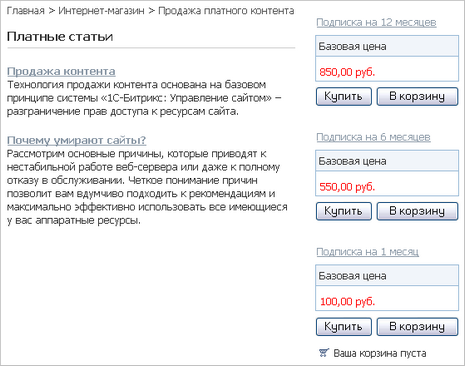 Главная > Интернет-магазин > Продажа платного контента
Платные статьи
Продажа контента
Технология продажи контента основана на базовом
принципе системы «1С-Битрикс: Управление сайтом» –
разграничение прав доступа к ресурсам сайта.
Почему умирают сайты?
Рассмотрим основные причины, которые приводят к
нестабильной работе веб-сервера или даже к полному
отказу в обслуживании. Четкое понимание причин
позволит вам вдумчиво подходить к рекомендациям и
максимально эффективно использовать все имеющиеся
у вас аппаратные ресурсы.
Подписка на 12 месяцев
Базовая цена
850,00 руб.
Купить В корзину
Подписка на 6 месяцев
Базовая цена
550,00 руб.
Купить В корзину
Подписка на 1 месяц
Базовая цена
100,00 руб.
Купить В корзину
Ваша корзина пуста